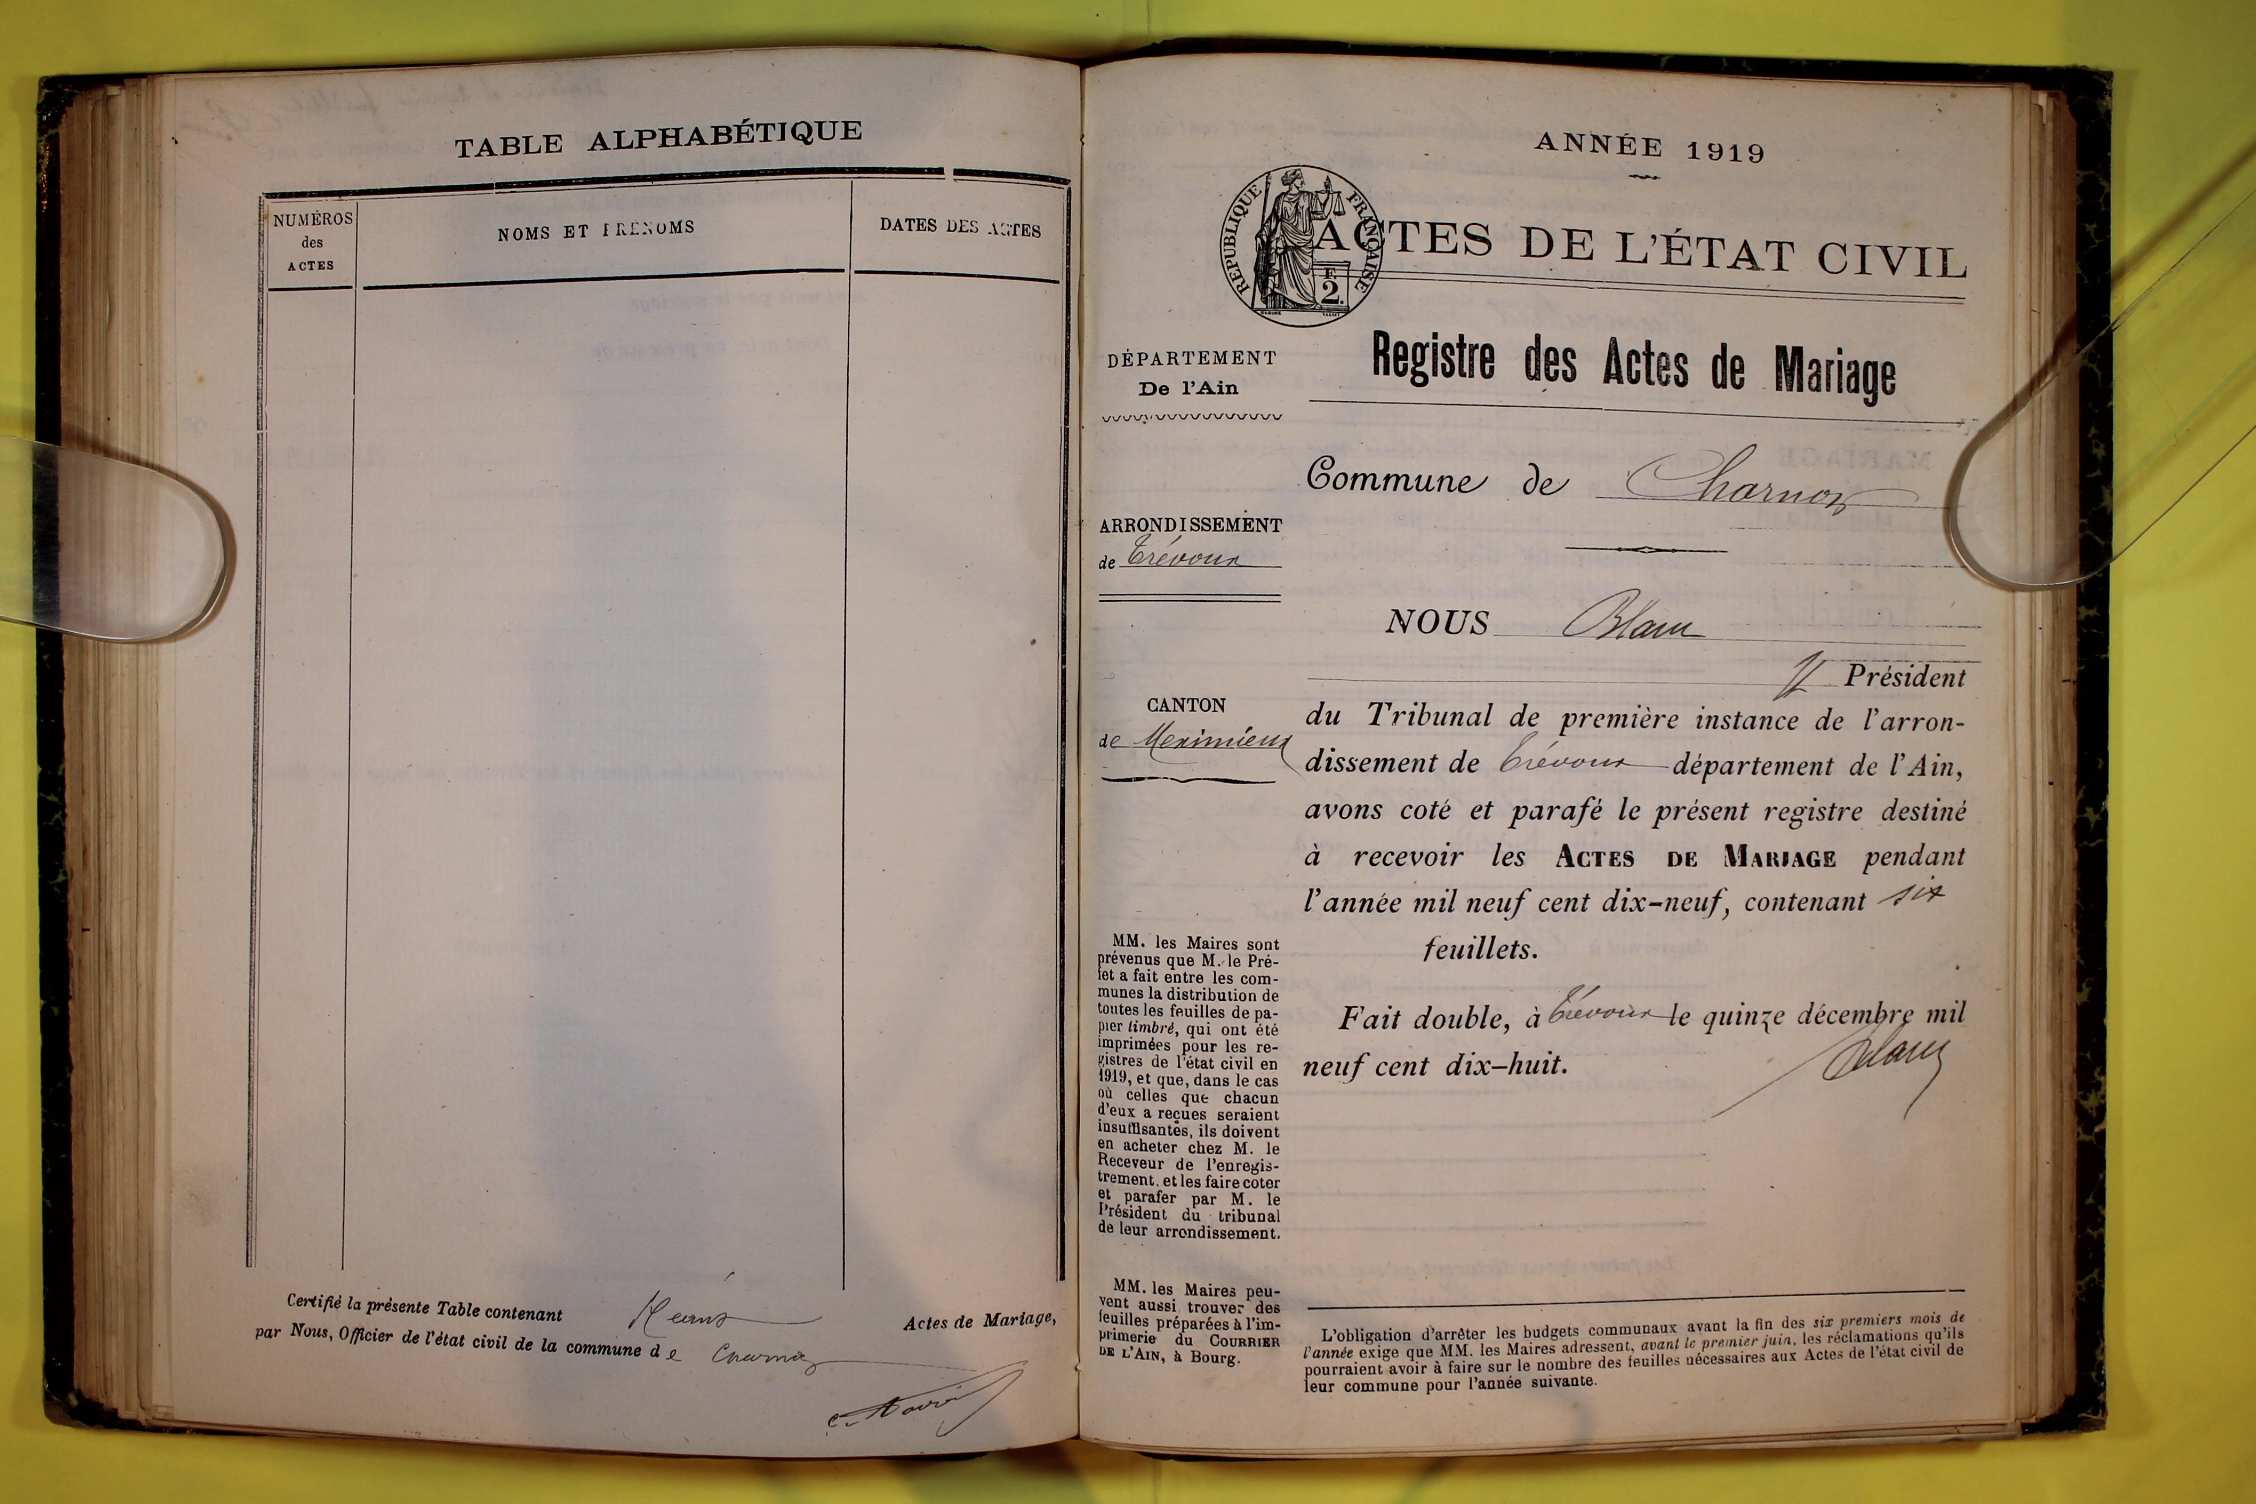 TABLE ALPHABÉTIQUE
NUMÉROS
des
ACTES
NOMS ET PRÉNOMS
DATES DES ACTES
Certifié la présente Table contenant Actes de Mariage,
par Nous, Officier de l'état civil de la commune de Charnoz
ANNÉE 1919
RÉPUBLIQUE FRANÇAISE
F.
2.
ACTES DE L'ÉTAT CIVIL
DÉPARTEMENT
De l'Ain
Registre des Actes de Mariage
Commune de Charnoz
ARRONDISSEMENT
de Trévoux
CANTON
de Meximieux
MM. les Maires sont
prévenus que M. le Pré-
fet a fait entre les com-
munes la distribution de
toutes les feuilles de pa-
pier timbré, qui ont été
imprimées pour les re-
gistres de l'état civil en
1919, et que, dans le cas
où celles que chacun
d'eux a reçues seraient
insuffisantes, ils doivent
en acheter chez M. le
Receveur de l'enregis-
trement, et les faire coter
et parafer par M. le
Président du tribunal
de leur arrondissement.
MM. les Maires peu-
vent aussi trouver des
feuilles préparées à l'im-
primerie du COURRIER
DE L'AIN, à Bourg.
NOUS Blanc
Président
du Tribunal de première instance de l'arron-
dissement de Trévoux département de l'Ain,
avons coté et parafé le présent registre destiné
à recevoir les ACTES DE MARIAGE pendant
l'année mil neuf cent dix-neuf, contenant six
feuillets.
Fait double, à Trévoux le quinze décembre mil
neuf cent dix-huit.
Blanc
L'obligation d'arrêter les budgets communaux avant la fin des six premiers mois de
l'année exige que MM. les Maires adressent, avant le premier juin, les réclamations qu'ils
pourraient avoir à faire sur le nombre des feuilles nécessaires aux Actes de l'état civil de
leur commune pour l'année suivante.